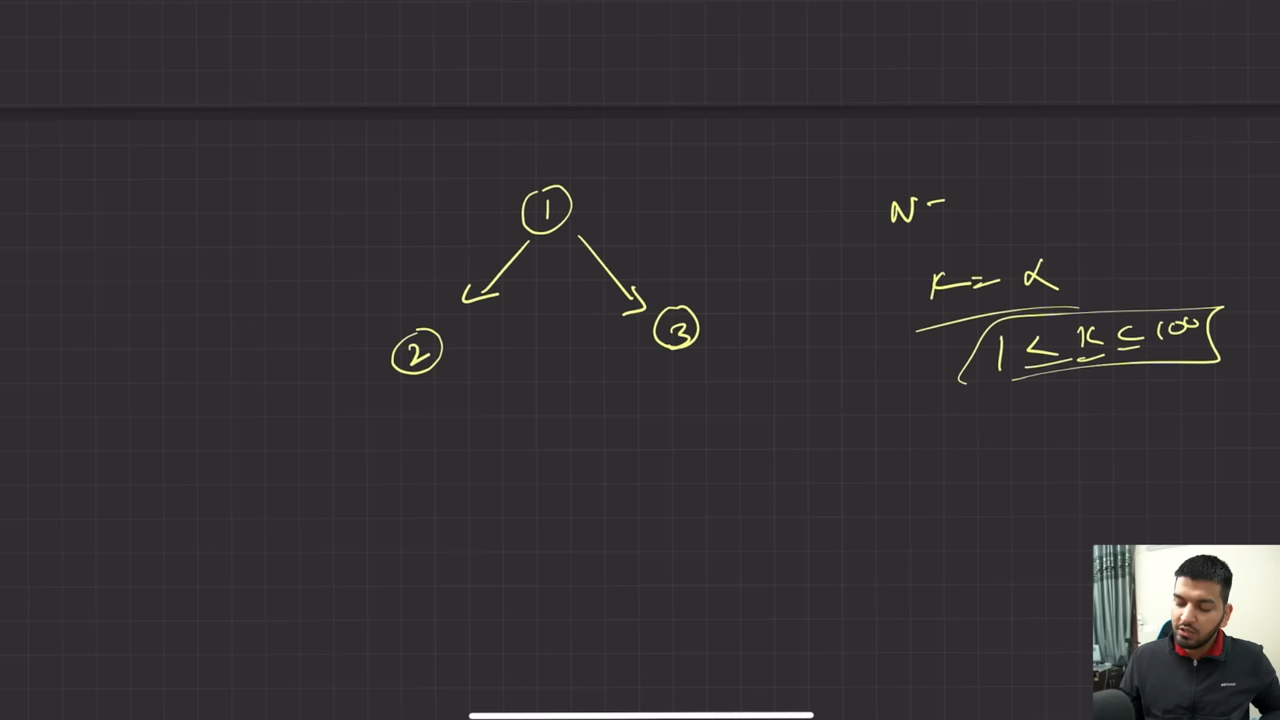 1
N =
K = α
1 ≤ K ≤ 100
3
2